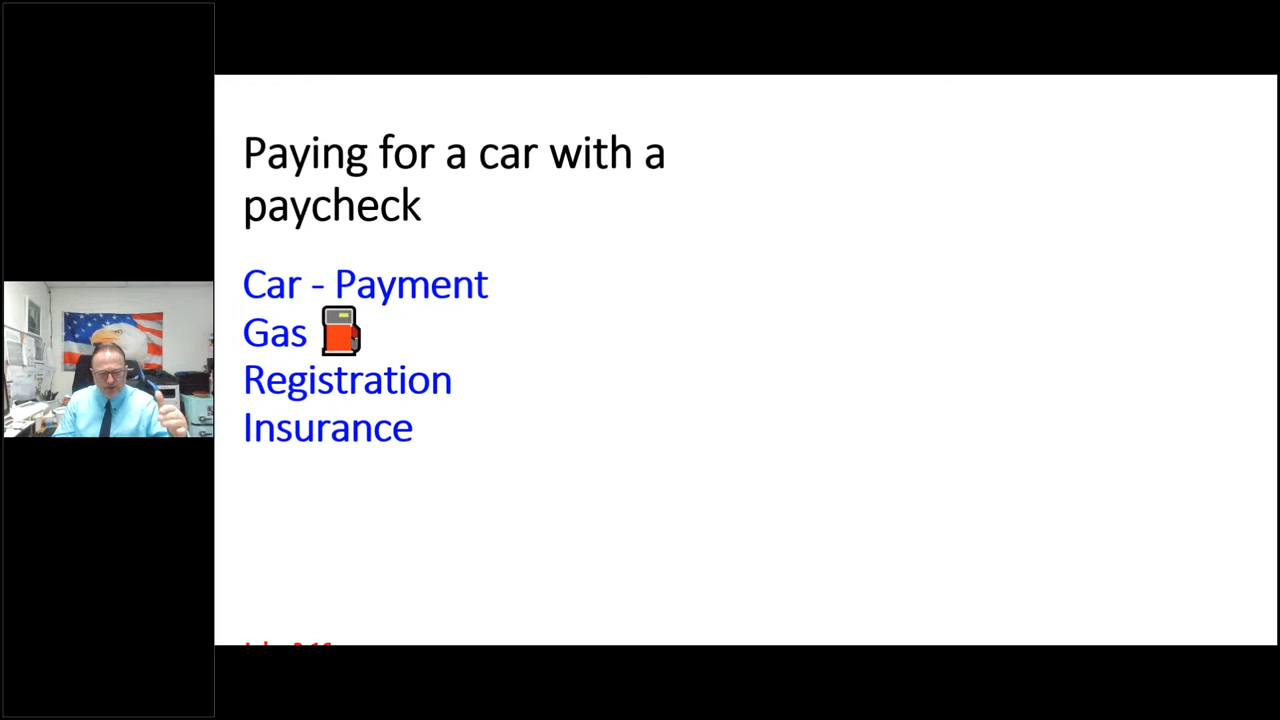 Paying for a car with a
paycheck
Car - Payment
Gas
Registration
Insurance